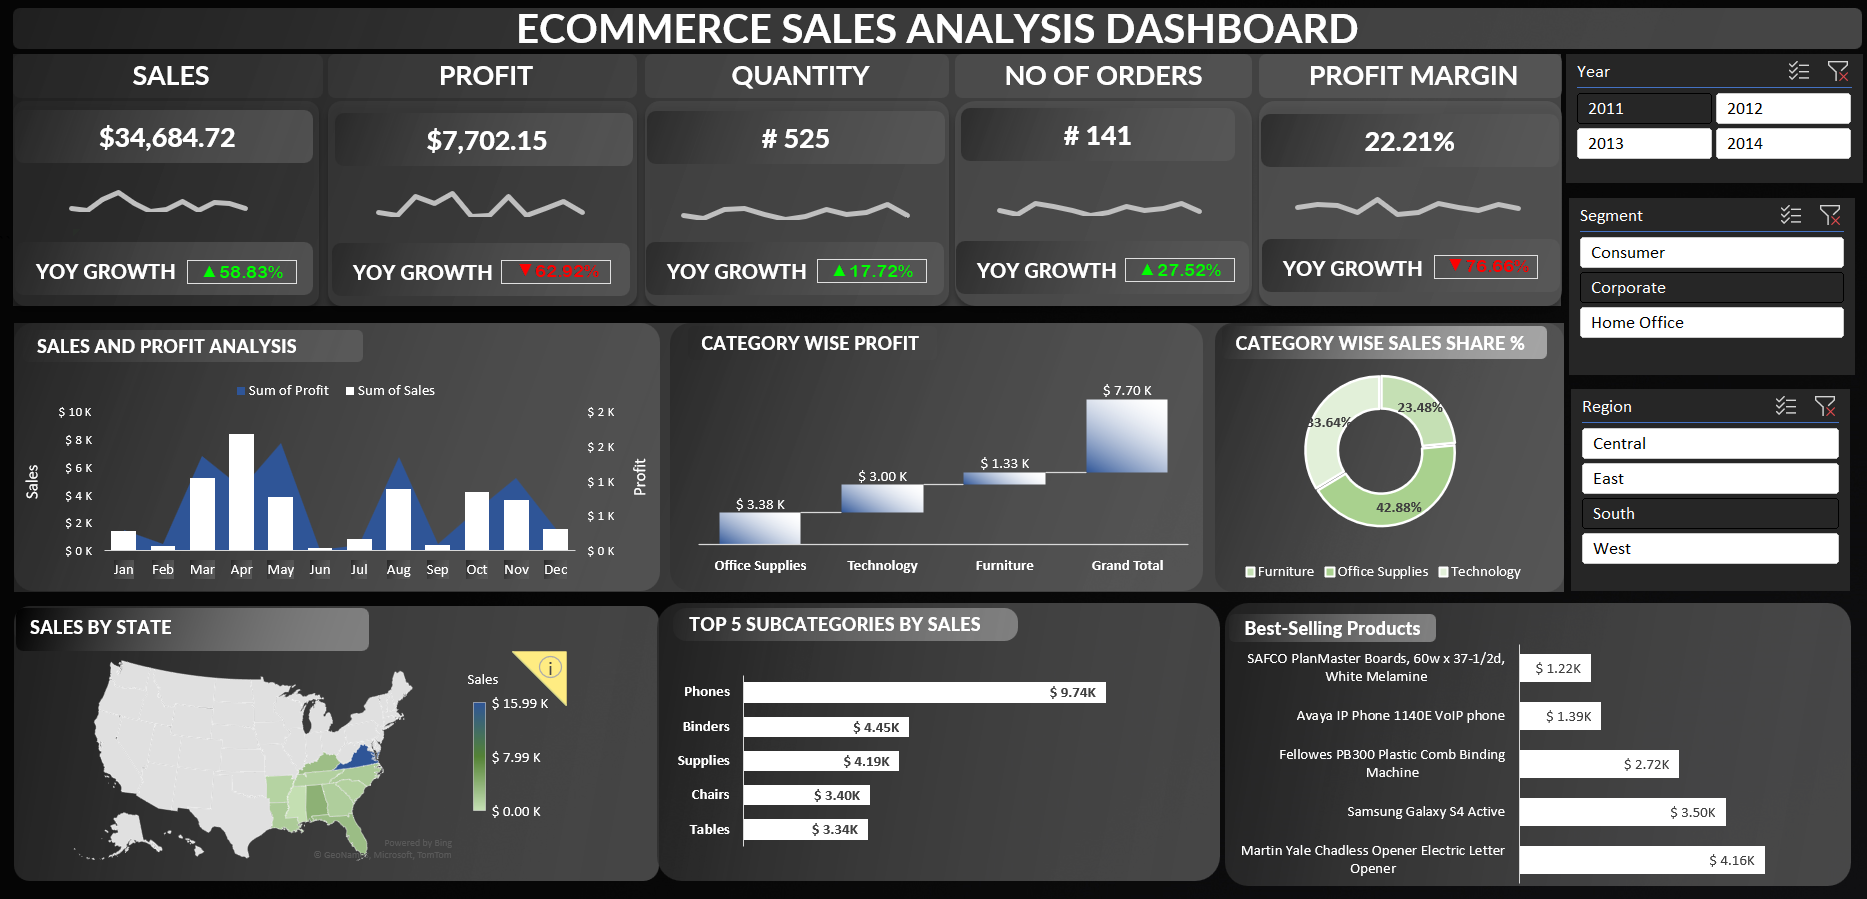 ECOMMERCE SALES ANALYSIS DASHBOARD
SALES
PROFIT
QUANTITY
NO OF ORDERS
PROFIT MARGIN
$34,684.72
$7,702.15
# 525
# 141
22.21%
YOY GROWTH ▲58.83%
YOY GROWTH ▼62.92%
YOY GROWTH ▲17.72%
YOY GROWTH ▲27.52%
YOY GROWTH ▼76.66%
Year
2011
2012
2013
2014
Segment
Consumer
Corporate
Home Office
Region
Central
East
South
West
SALES AND PROFIT ANALYSIS
Sum of Profit
Sum of Sales
Sales
$ 10 K
$ 8 K
$ 6 K
$ 4 K
$ 2 K
$ 0 K
Profit
$ 2 K
$ 2 K
$ 1 K
$ 1 K
$ 0 K
Jan Feb Mar Apr May Jun Jul Aug Sep Oct Nov Dec
CATEGORY WISE PROFIT
$ 3.38 K
$ 3.00 K
$ 1.33 K
$ 7.70 K
Office Supplies
Technology
Furniture
Grand Total
CATEGORY WISE SALES SHARE %
23.48%
33.64%
42.88%
Furniture Office Supplies Technology
SALES BY STATE
Sales
$ 15.99 K
$ 7.99 K
$ 0.00 K
Powered by Bing
© GeoNames, Microsoft, TomTom
TOP 5 SUBCATEGORIES BY SALES
Phones $ 9.74K
Binders $ 4.45K
Supplies $ 4.19K
Chairs $ 3.40K
Tables $ 3.34K
Best-Selling Products
SAFCO PlanMaster Boards, 60w x 37-1/2d,
White Melamine
$ 1.22K
Avaya IP Phone 1140E VoIP phone
$ 1.39K
Fellowes PB300 Plastic Comb Binding
Machine
$ 2.72K
Samsung Galaxy S4 Active
$ 3.50K
Martin Yale Chadless Opener Electric Letter
Opener
$ 4.16K